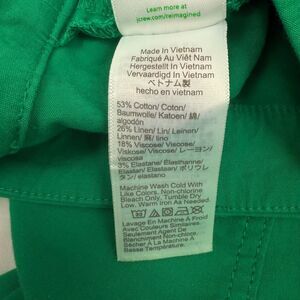 Learn more at
jcrew.com/reimagined
Made In Vietnam
Fabriqué Au Viêt Nam
Hergestellt In Vietnam
Vervaardigd In Vietnam
ベトナム製
hecho en vietnam
53% Cotton/ Coton/
Baumwolle/ Katoen/ 綿/
algodón
26% Linen/ Lin/ Leinen/
Linnen/ 麻/ lino
18% Viscose/ Viscose/
Viskose/ Viscose/ レーヨン/
viscosa
3% Elastane/ Élasthanne/
Elastan/ Elastaan/ ポリウレ
タン/ elastano
Machine Wash Cold With
Like Colors. Non-chlorine
Bleach Only. Tumble Dry
Low. Warm Iron As Needed.
Lavage En Machine À Froid
Avec Couleurs Similaires.
Seulement Agent De
Blanchiment Non-Chlore.
Sécher À La Machine À
Basse Température.